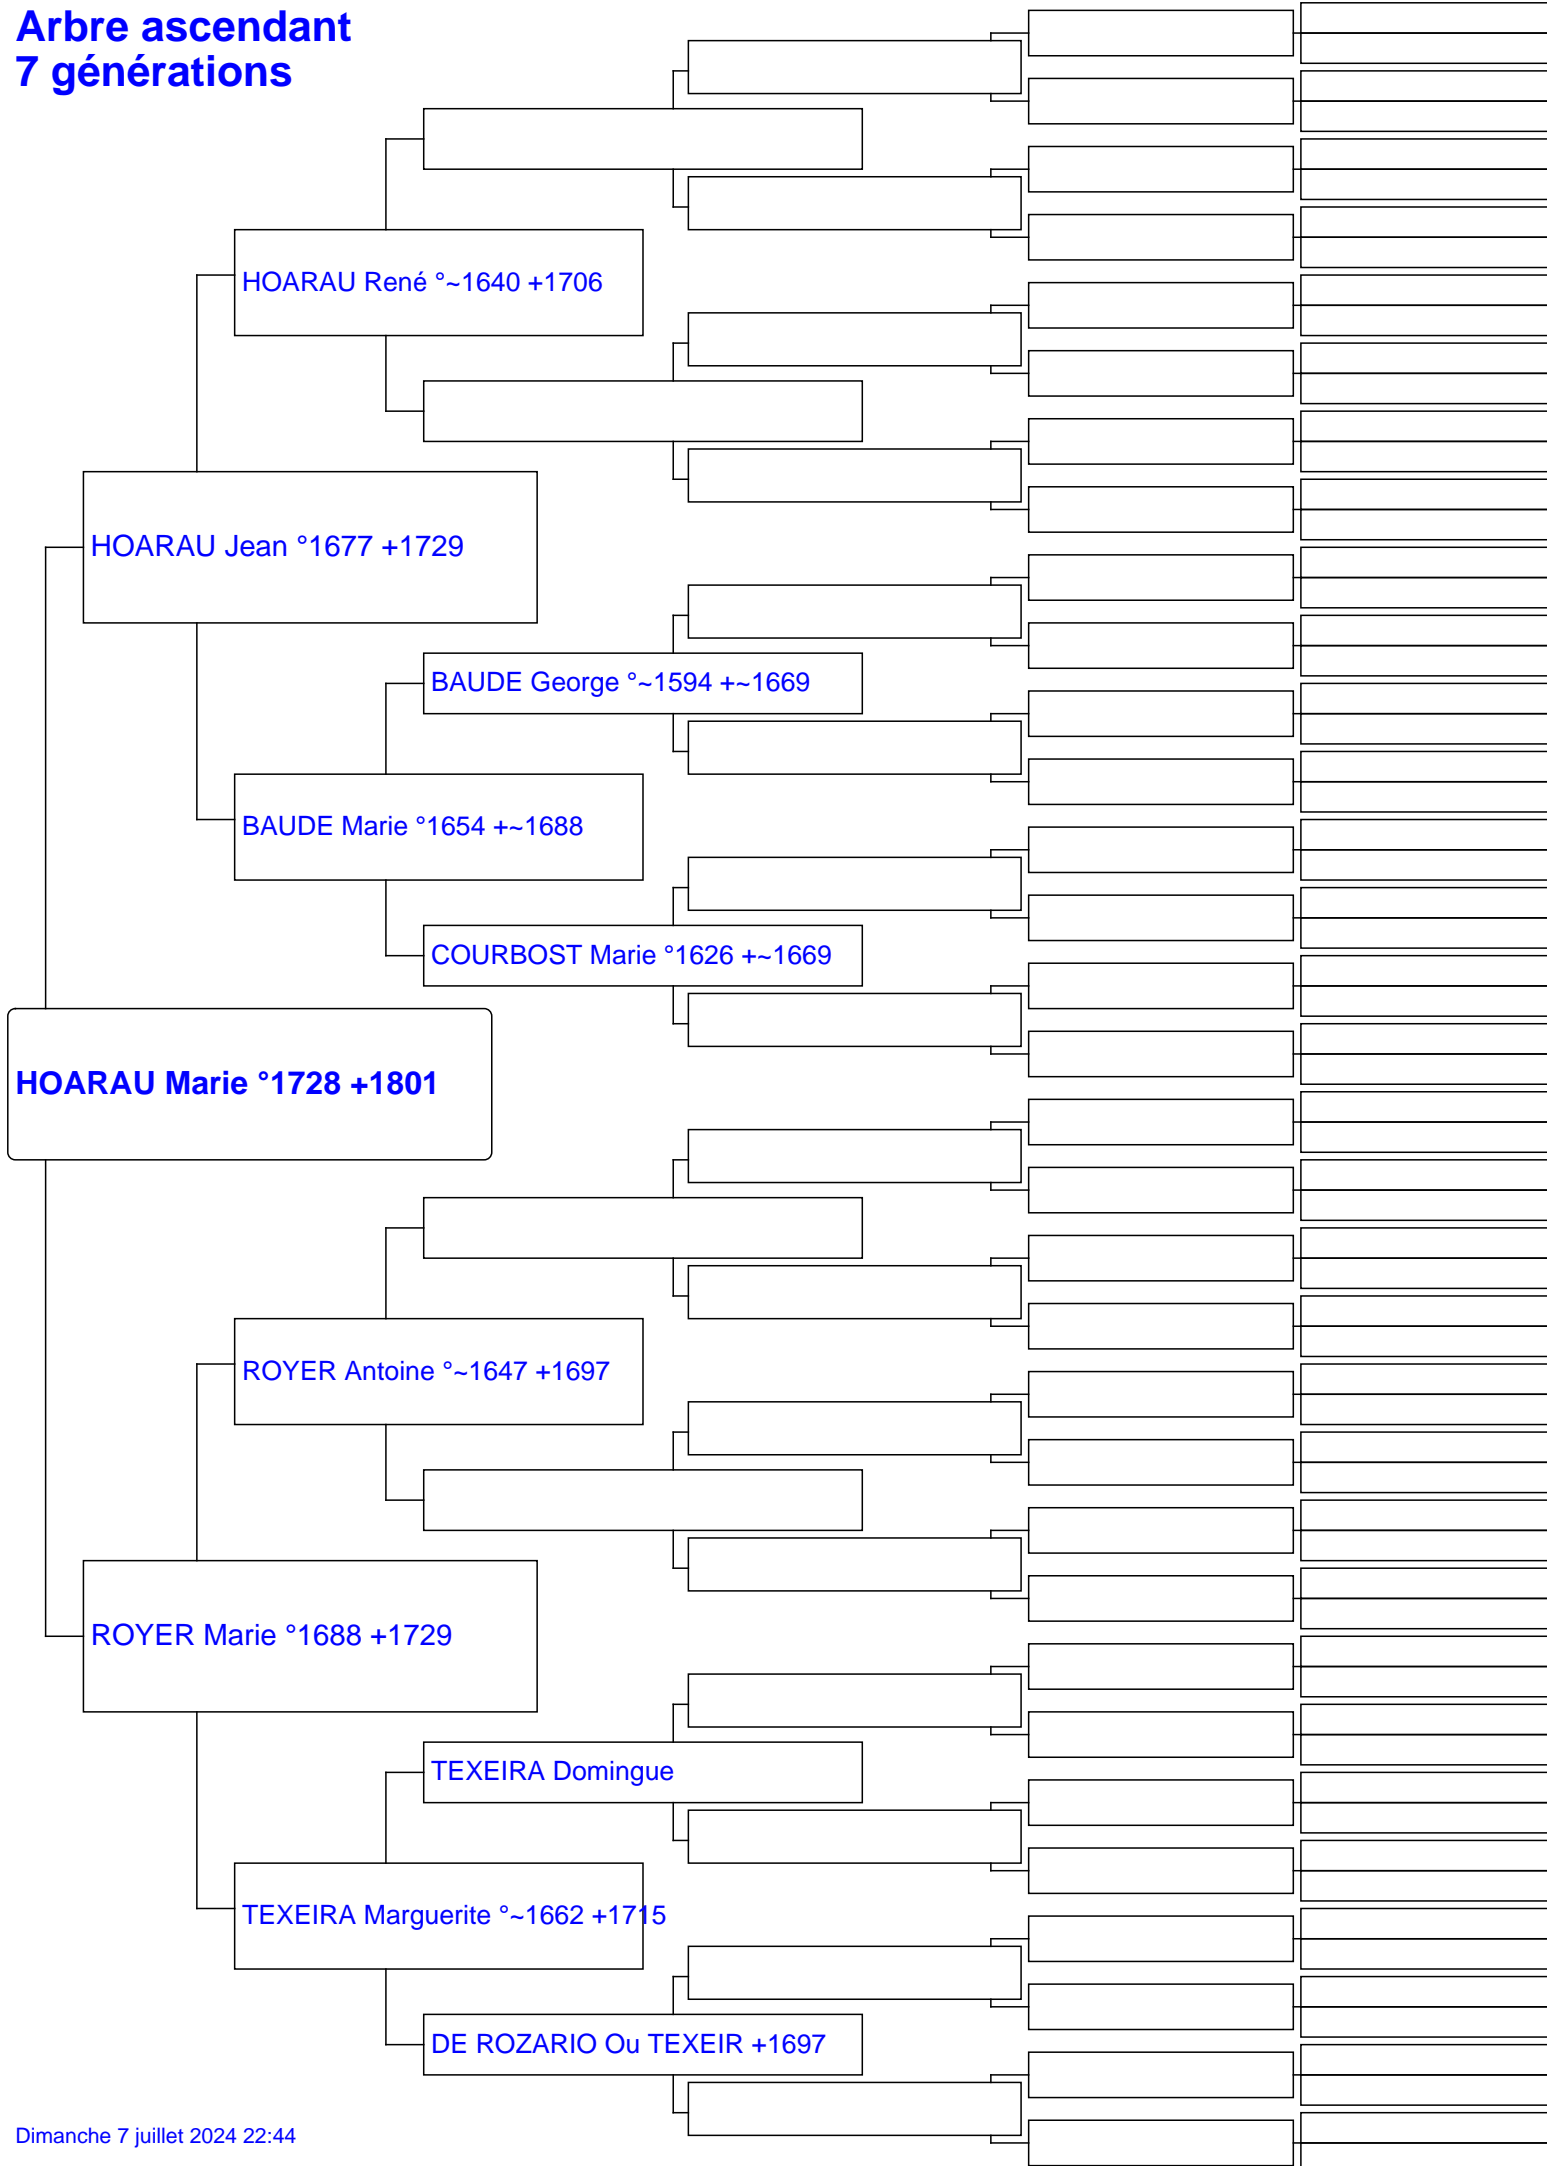 Arbre ascendant
7 générations
HOARAU René °~1640 +1706
HOARAU Jean °1677 +1729
BAUDE George °~1594 +~1669
BAUDE Marie °1654 +~1688
COURBOST Marie °1626 +~1669
HOARAU Marie °1728 +1801
ROYER Antoine °~1647 +1697
ROYER Marie °1688 +1729
TEXEIRA Domingue
TEXEIRA Marguerite °~1662 +1715
DE ROZARIO Ou TEXEIR +1697
Dimanche 7 juillet 2024 22:44